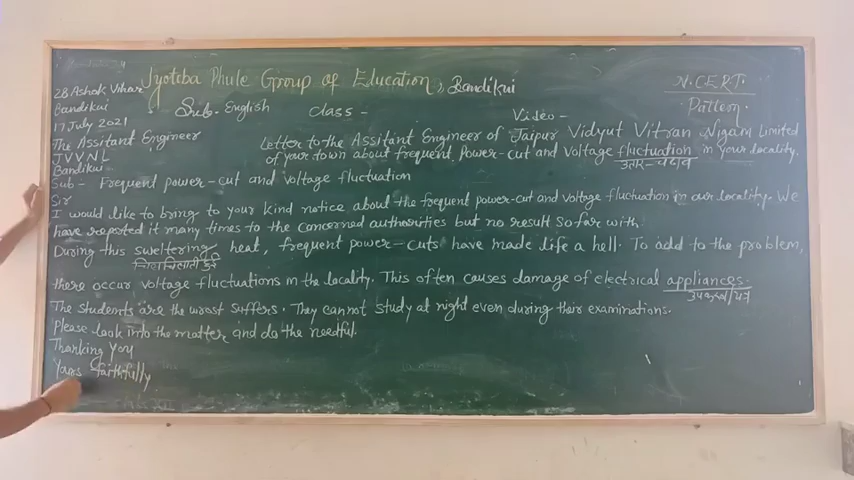 Jyotoba Phule Group of Education, Bandikui
N.CERT.
Pattern
Sub. English Class - Video -
28 Ashok Vihar
Bandikui
17 July 2021
The Assitant Engineer
JVVNL
Bandikui
Letter to the Assitant Engineer of Jaipur Vidyut Vitran Nigam Limited
of your town about frequent Power-cut and Voltage fluctuation in your locality.
उतार-चढाव
Sub- Frequent power-cut and voltage fluctuation
Sir
I would like to bring to your kind notice about the frequent power-cut and voltage fluctuation in our locality. We
have reported it many times to the concerned authorities but no result so far with.
During this sweltering heat, frequent power-cuts have made life a hell. To add to the problem,
there occur voltage fluctuations in the locality. This often causes damage of electrical appliances.
The students are the worst suffers. They cannot study at night even during their examinations.
Please look into the matter and do the needful.
Thanking You
Yours faithfully